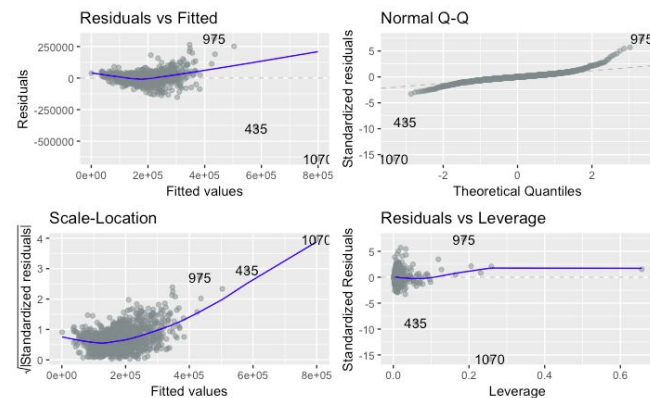 Residuals vs Fitted
Residuals
250000
0
-250000
-500000
975
435
1070
0e+00 2e+05 4e+05 6e+05 8e+05
Fitted values
Normal Q-Q
Standardized residuals
5
0
-5
-10
-15
975
435
1070
-2 0 2
Theoretical Quantiles
Scale-Location
√|Standardized residuals|
4
3
2
1
0
1070
435
975
0e+00 2e+05 4e+05 6e+05 8e+05
Fitted values
Residuals vs Leverage
Standardized Residuals
5
0
-5
-10
-15
975
435
1070
0.0 0.2 0.4 0.6
Leverage